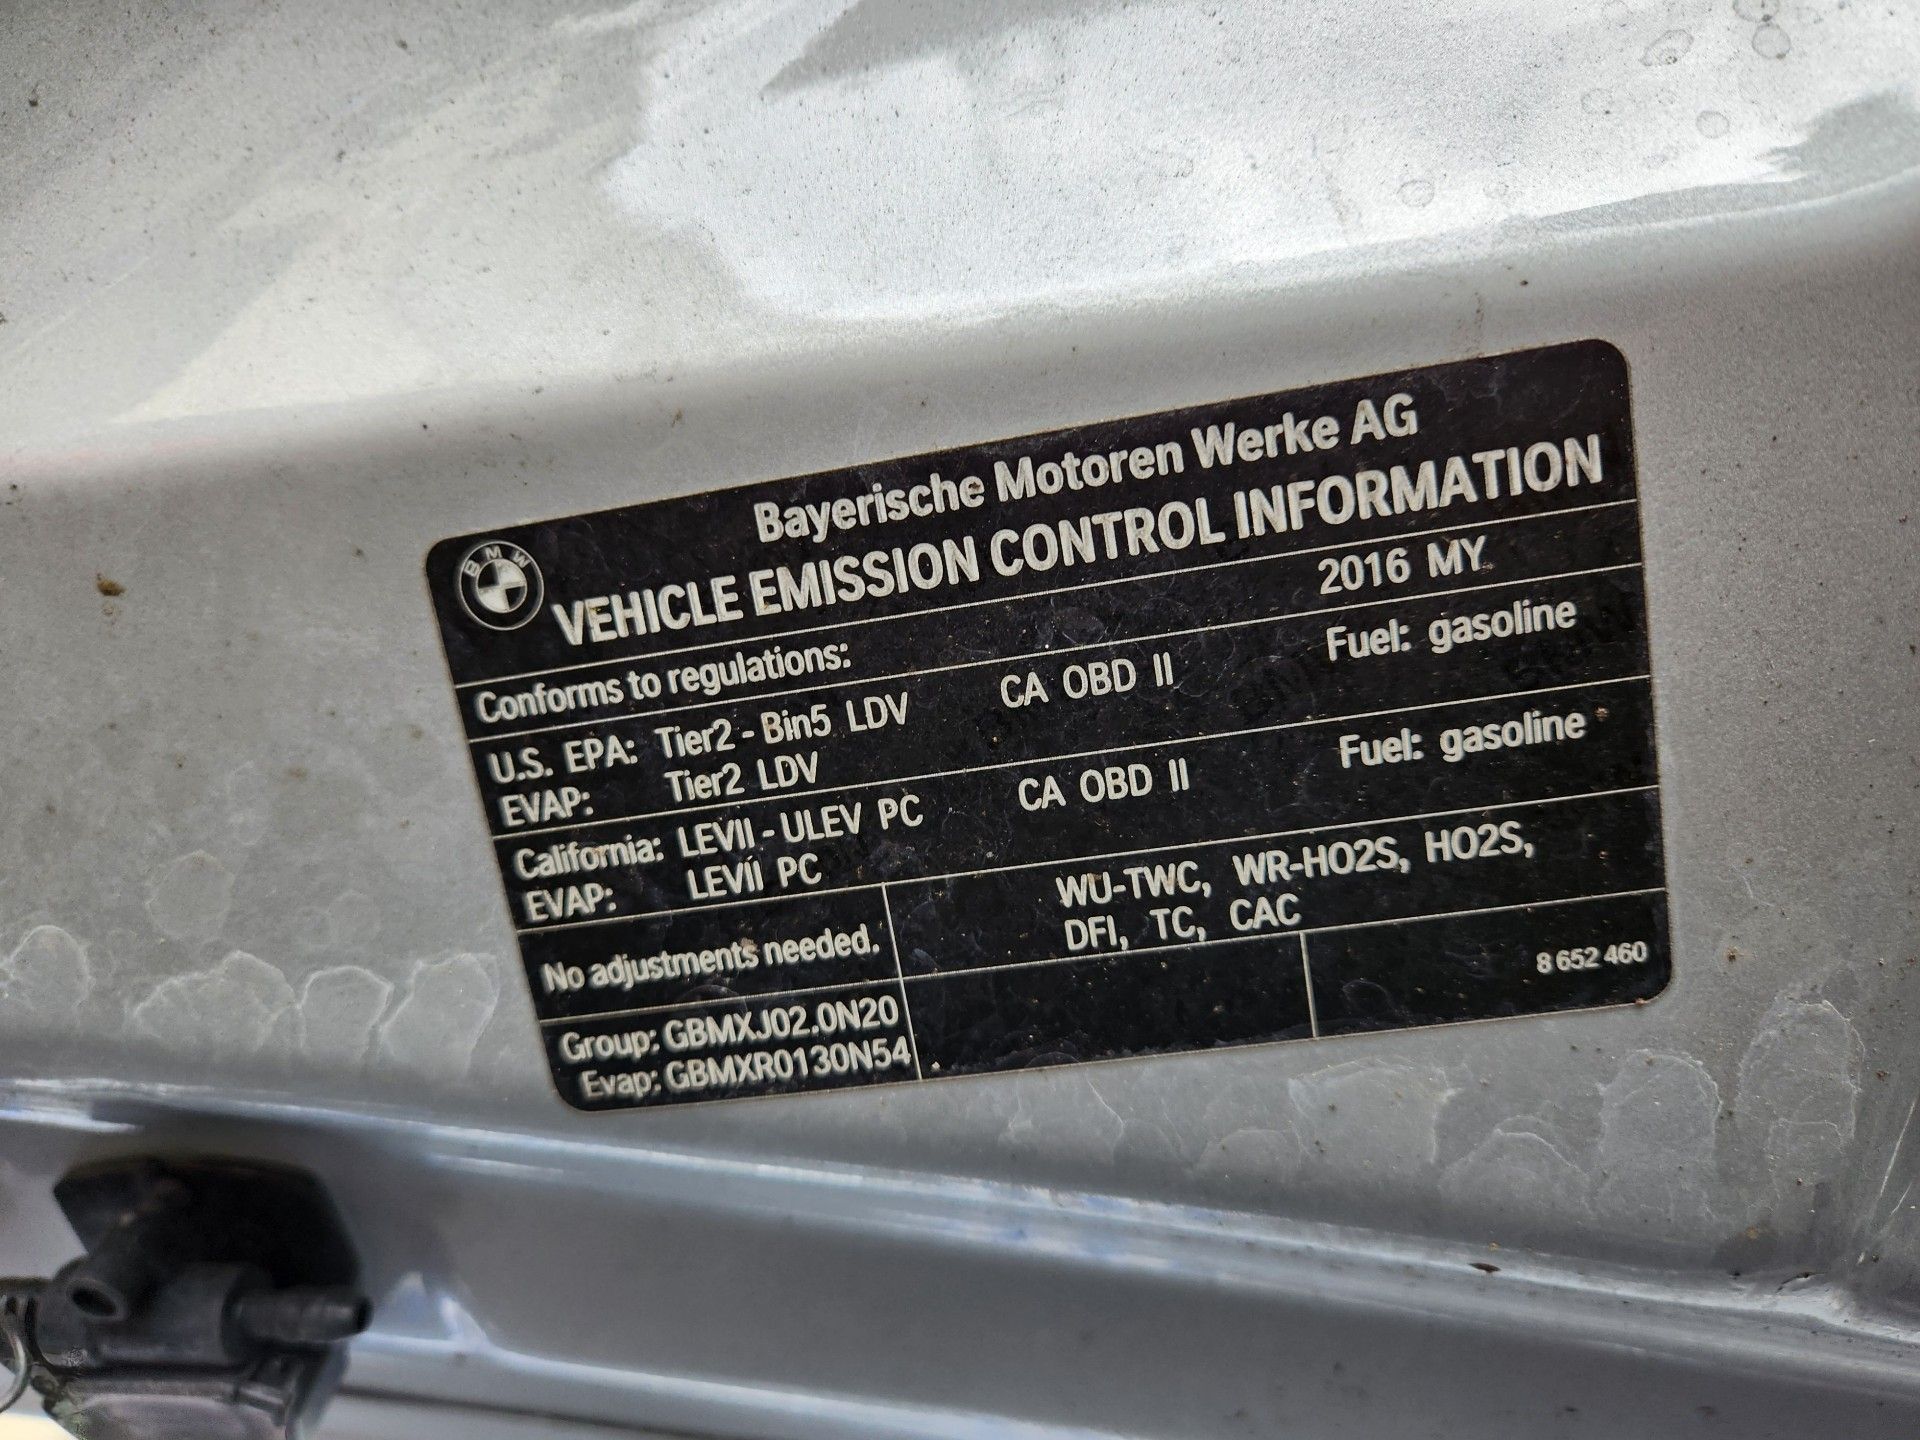 BMW
Bayerische Motoren Werke AG
VEHICLE EMISSION CONTROL INFORMATION
Conforms to regulations: 2016 MY
U.S. EPA: Tier2 - Bin5 LDV CA OBD II Fuel: gasoline
EVAP: Tier2 LDV
California: LEVII - ULEV PC CA OBD II Fuel: gasoline
EVAP: LEVII PC
No adjustments needed.
WU-TWC, WR-HO2S, HO2S,
DFI, TC, CAC
Group: GBMXJ02.0N20
Evap: GBMXR0130N54
8 652 460